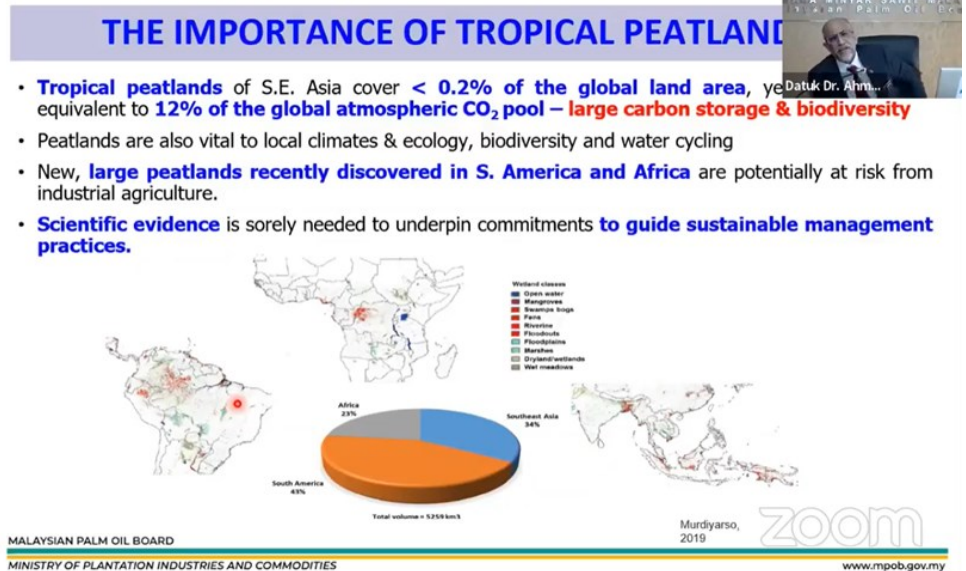 THE IMPORTANCE OF TROPICAL PEATLAND
Datuk Dr. Ahm...
• Tropical peatlands of S.E. Asia cover < 0.2% of the global land area, ye
equivalent to 12% of the global atmospheric CO₂ pool – large carbon storage & biodiversity
• Peatlands are also vital to local climates & ecology, biodiversity and water cycling
• New, large peatlands recently discovered in S. America and Africa are potentially at risk from
industrial agriculture.
• Scientific evidence is sorely needed to underpin commitments to guide sustainable management
practices.
Wetland classes
Open water
Mangroves
Swamps bogs
Fens
Riverine
Floodouts
Floodplains
Marshes
Dryland/wetlands
Wet meadows
Africa
23%
Southeast Asia
34%
South America
43%
Total volume = 5259 km3
Murdiyarso,
2019
zoom
MALAYSIAN PALM OIL BOARD
MINISTRY OF PLANTATION INDUSTRIES AND COMMODITIES
www.mpob.gov.my